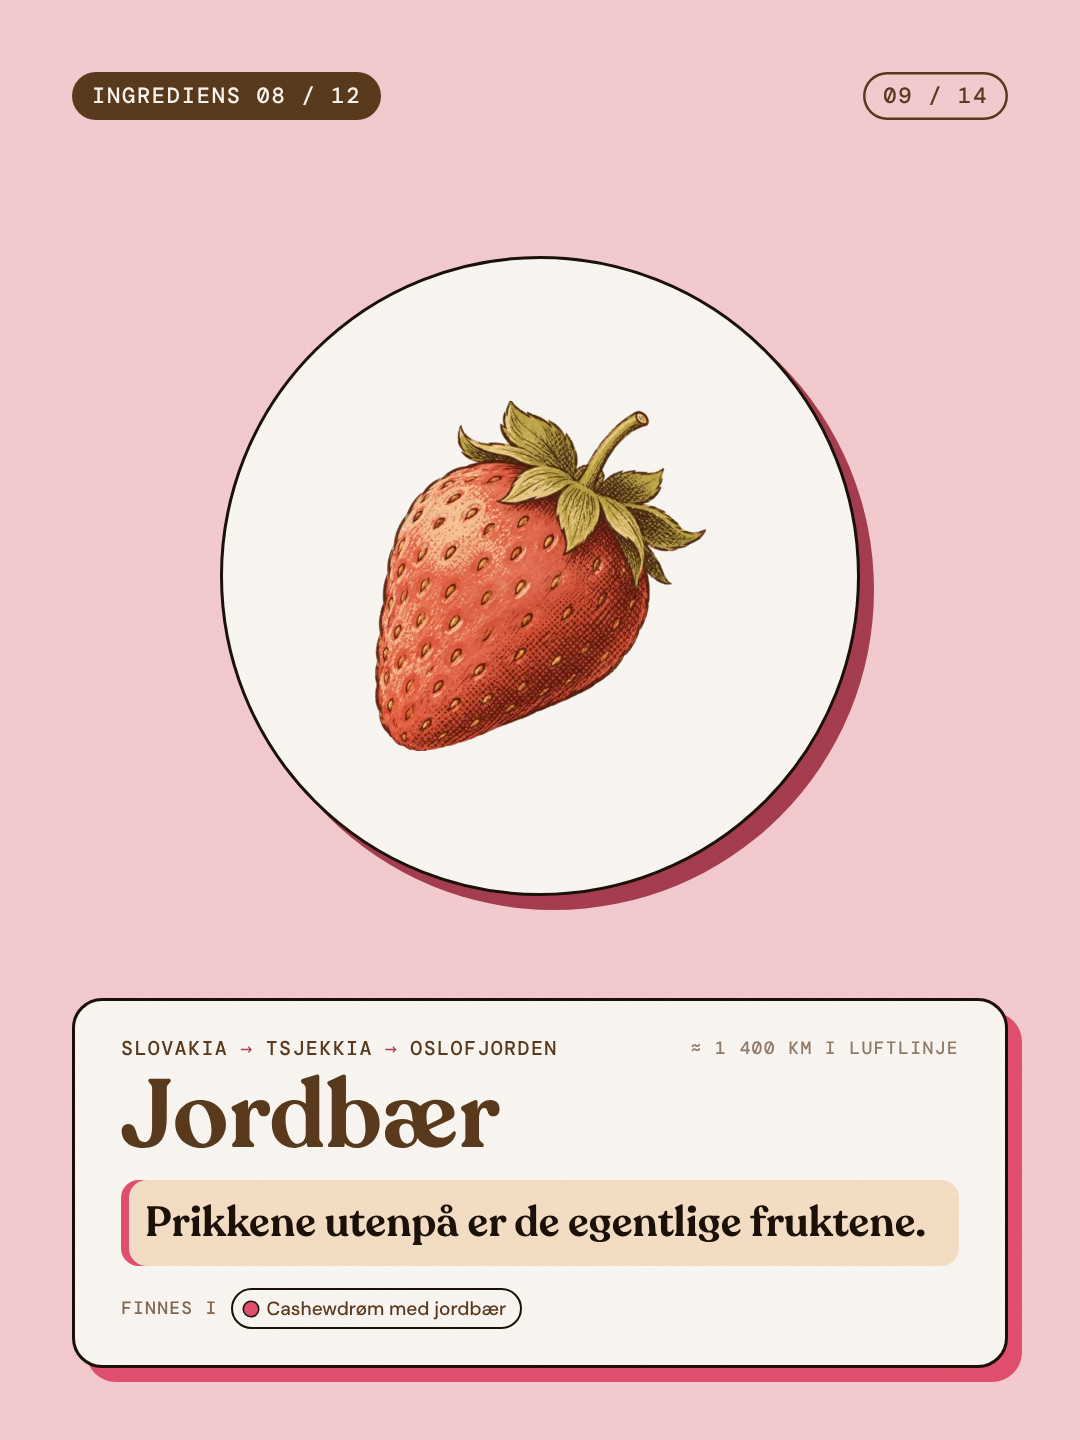 INGREDIENS 08 / 12
09 / 14
SLOVAKIA → TSJEKKIA → OSLOFJORDEN
≈ 1 400 KM I LUFTLINJE
Jordbær
Prikkene utenpå er de egentlige fruktene.
FINNES I
Cashewdrøm med jordbær